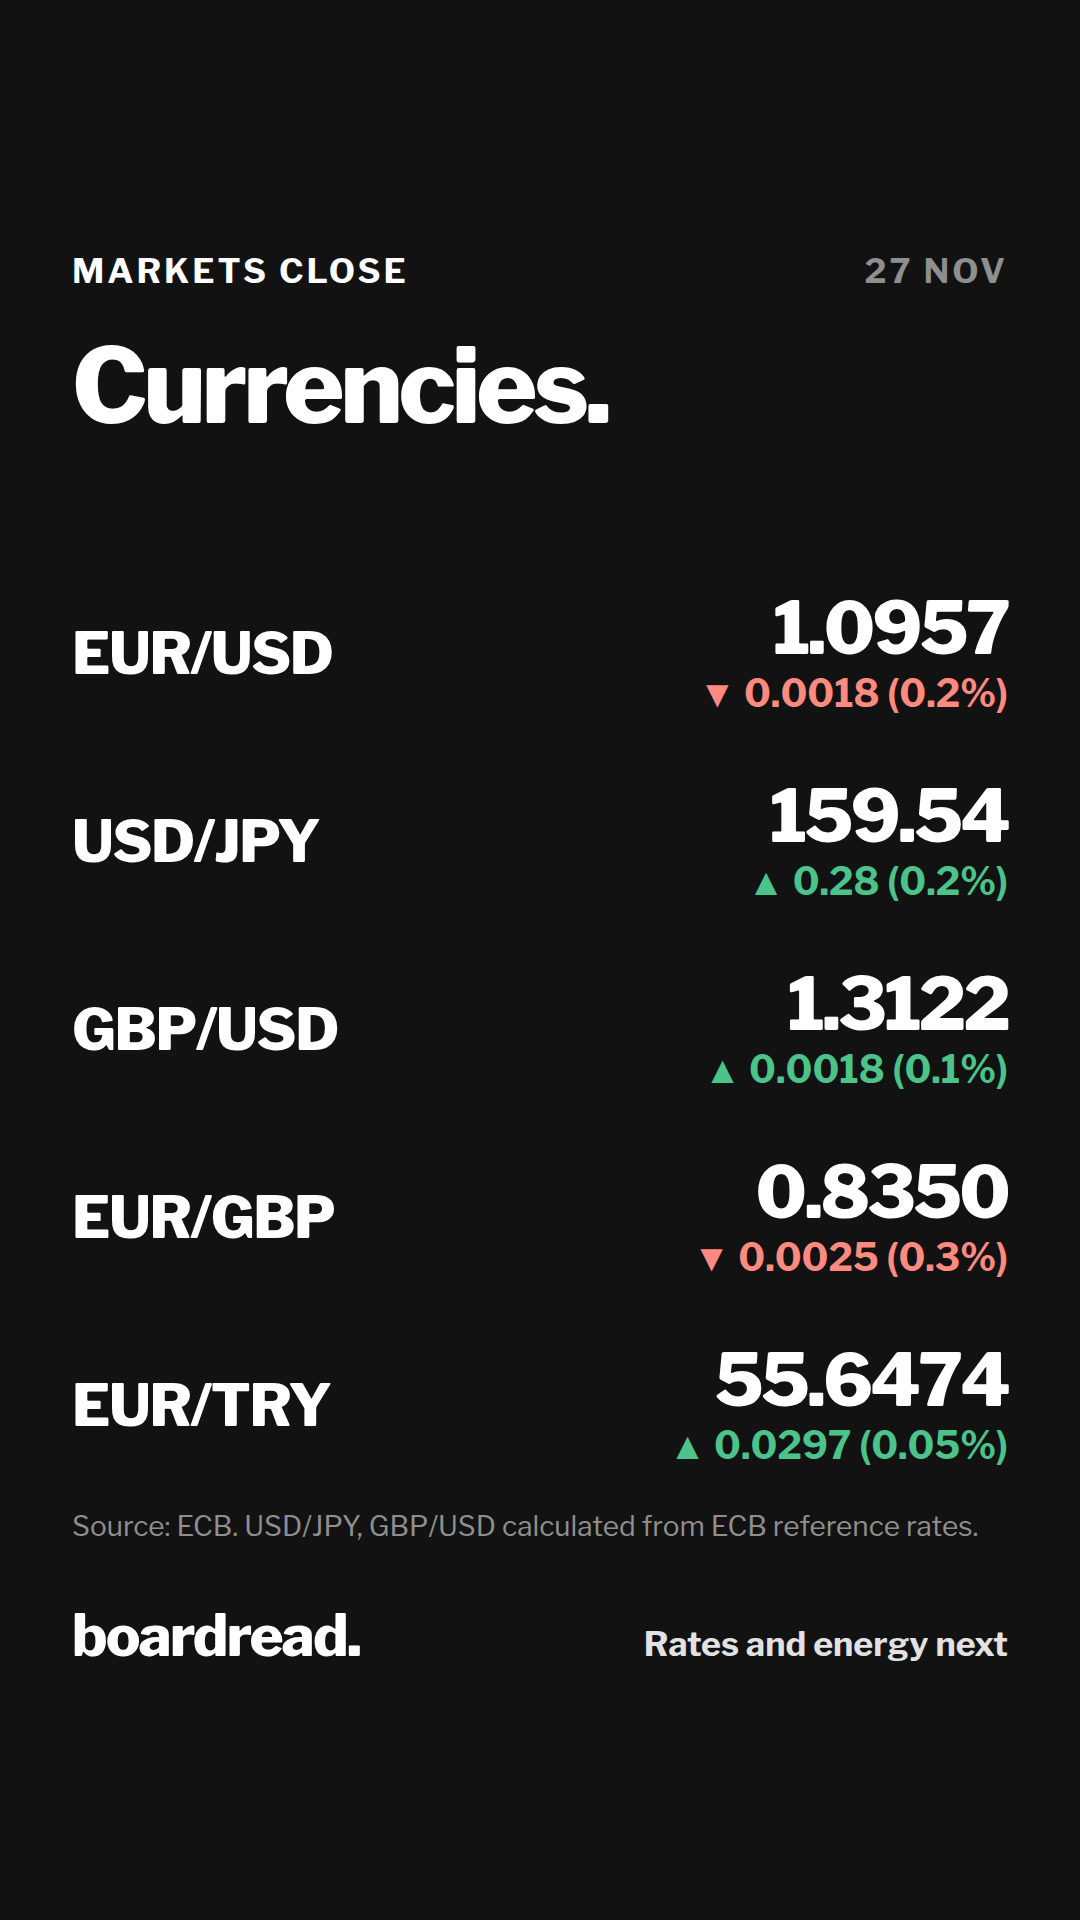 MARKETS CLOSE 27 NOV
Currencies.
EUR/USD 1.0957
▼ 0.0018 (0.2%)
USD/JPY 159.54
▲ 0.28 (0.2%)
GBP/USD 1.3122
▲ 0.0018 (0.1%)
EUR/GBP 0.8350
▼ 0.0025 (0.3%)
EUR/TRY 55.6474
▲ 0.0297 (0.05%)
Source: ECB. USD/JPY, GBP/USD calculated from ECB reference rates.
boardread. Rates and energy next